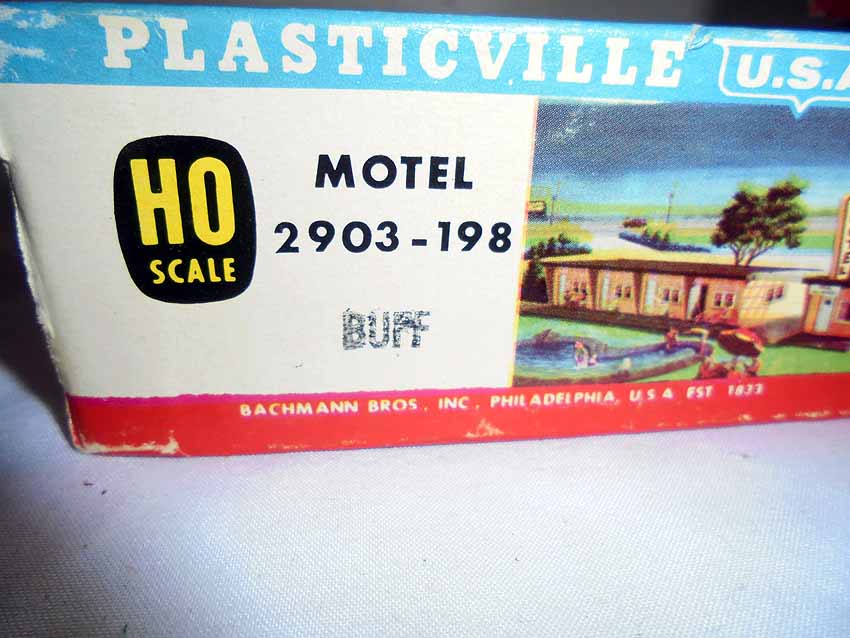 PLASTICVILLE U.S.A
HO
SCALE
MOTEL
2903-198
BUFF
BACHMANN BROS., INC., PHILADELPHIA, U.S.A EST 1833